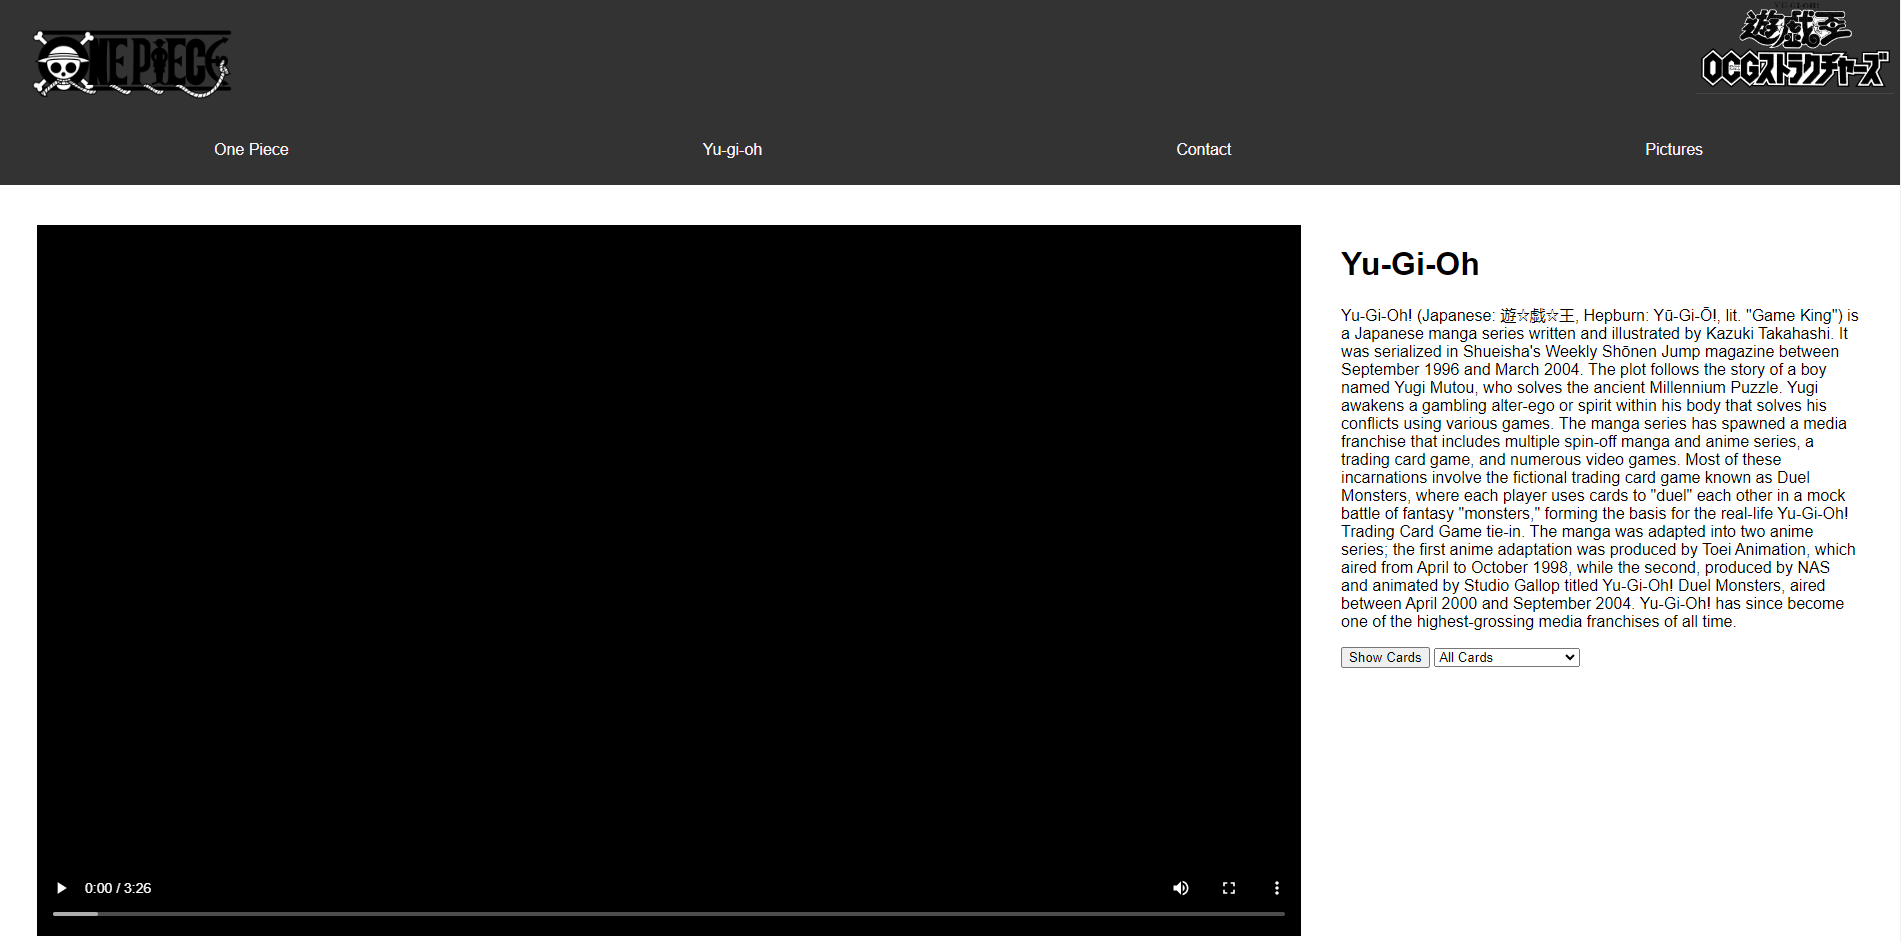 ONE PIECE
遊戯王
OCGストラクチャーズ
One Piece
Yu-gi-oh
Contact
Pictures
Yu-Gi-Oh
Yu-Gi-Oh! (Japanese: 遊☆戯☆王, Hepburn: Yū-Gi-Ō!, lit. "Game King") is
a Japanese manga series written and illustrated by Kazuki Takahashi. It
was serialized in Shueisha's Weekly Shōnen Jump magazine between
September 1996 and March 2004. The plot follows the story of a boy
named Yugi Mutou, who solves the ancient Millennium Puzzle. Yugi
awakens a gambling alter-ego or spirit within his body that solves his
conflicts using various games. The manga series has spawned a media
franchise that includes multiple spin-off manga and anime series, a
trading card game, and numerous video games. Most of these
incarnations involve the fictional trading card game known as Duel
Monsters, where each player uses cards to "duel" each other in a mock
battle of fantasy "monsters," forming the basis for the real-life Yu-Gi-Oh!
Trading Card Game tie-in. The manga was adapted into two anime
series; the first anime adaptation was produced by Toei Animation, which
aired from April to October 1998, while the second, produced by NAS
and animated by Studio Gallop titled Yu-Gi-Oh! Duel Monsters, aired
between April 2000 and September 2004. Yu-Gi-Oh! has since become
one of the highest-grossing media franchises of all time.
Show Cards All Cards
0:00 / 3:26